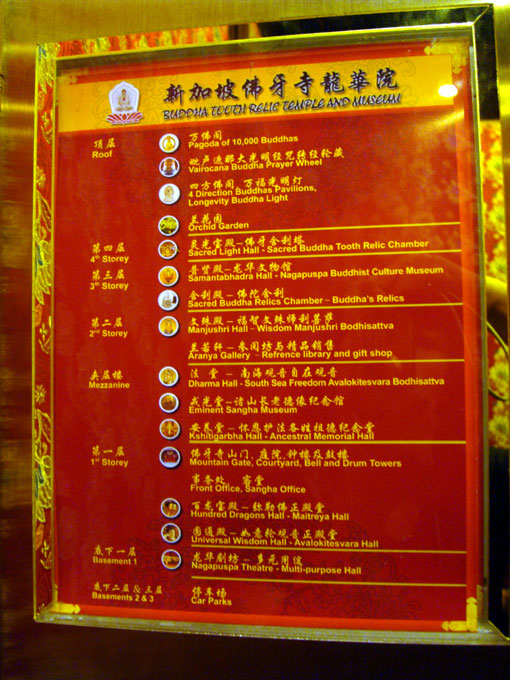 新加坡佛牙寺龍華院
BUDDHA TOOTH RELIC TEMPLE AND MUSEUM
頂层
Roof
万佛阁
Pagoda of 10,000 Buddhas
毗卢遮那大光明经咒转经轮藏
Vairocana Buddha Prayer Wheel
四方佛阁, 万福光明灯
4 Direction Buddhas Pavilions,
Longevity Buddha Light
兰花园
Orchid Garden
第四层
4th Storey
灵光宝殿–佛牙舍利塔
Sacred Light Hall - Sacred Buddha Tooth Relic Chamber
第三层
3rd Storey
普贤殿–龙华文物馆
Samantabhadra Hall - Nagapuspa Buddhist Culture Museum
舍利殿 – 佛陀舍利
Sacred Buddha Relics Chamber – Buddha's Relics
第二层
2nd Storey
文殊殿–福智文殊师利菩萨
Manjushri Hall – Wisdom Manjushri Bodhisattva
兰若轩 – 参阅坊与精品销售
Aranya Gallery – Refrence library and gift shop
夹层楼
Mezzanine
法 堂 – 南海观音自在观音
Dharma Hall - South Sea Freedom Avalokitesvara Bodhisattva
戒光堂–诸山长老德像纪念馆
Eminent Sangha Museum
安养堂 – 怀恩护法各姓祖德纪念堂
Kshitigarbha Hall - Ancestral Memorial Hall
第一层
1st Storey
佛牙寺山门, 庭院,钟楼及鼓楼
Mountain Gate, Courtyard, Bell and Drum Towers
事务处, 客堂
Front Office, Sangha Office
百龙宝殿 – 弥勒佛正殿堂
Hundred Dragons Hall - Maitreya Hall
圆通殿–如意轮观音正殿堂
Universal Wisdom Hall - Avalokitesvara Hall
底下一层
Basement 1
龙华剧坊 – 多元用途
Nagapuspa Theatre - Multi-purpose Hall
底下二层 & 三层
Basements 2 & 3
停车场
Car Parks